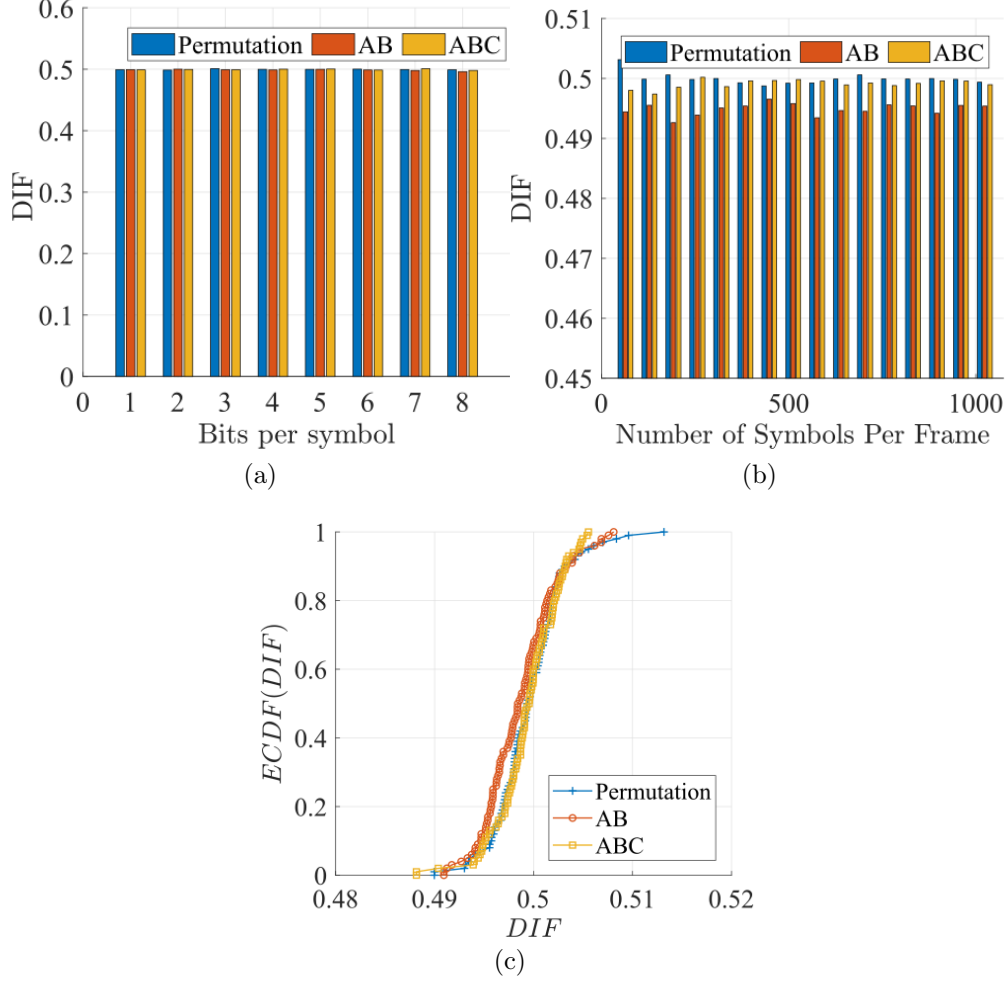 0.6
0.5
0.4
0.3
0.2
0.1
0
DIF
Permutation AB ABC
0 1 2 3 4 5 6 7 8
Bits per symbol
(a)
0.51
0.5
0.49
0.48
0.47
0.46
0.45
DIF
Permutation AB ABC
0 500 1000
Number of Symbols Per Frame
(b)
1
0.8
0.6
0.4
0.2
0
ECDF(DIF)
Permutation
AB
ABC
0.48 0.49 0.5 0.51 0.52
DIF
(c)